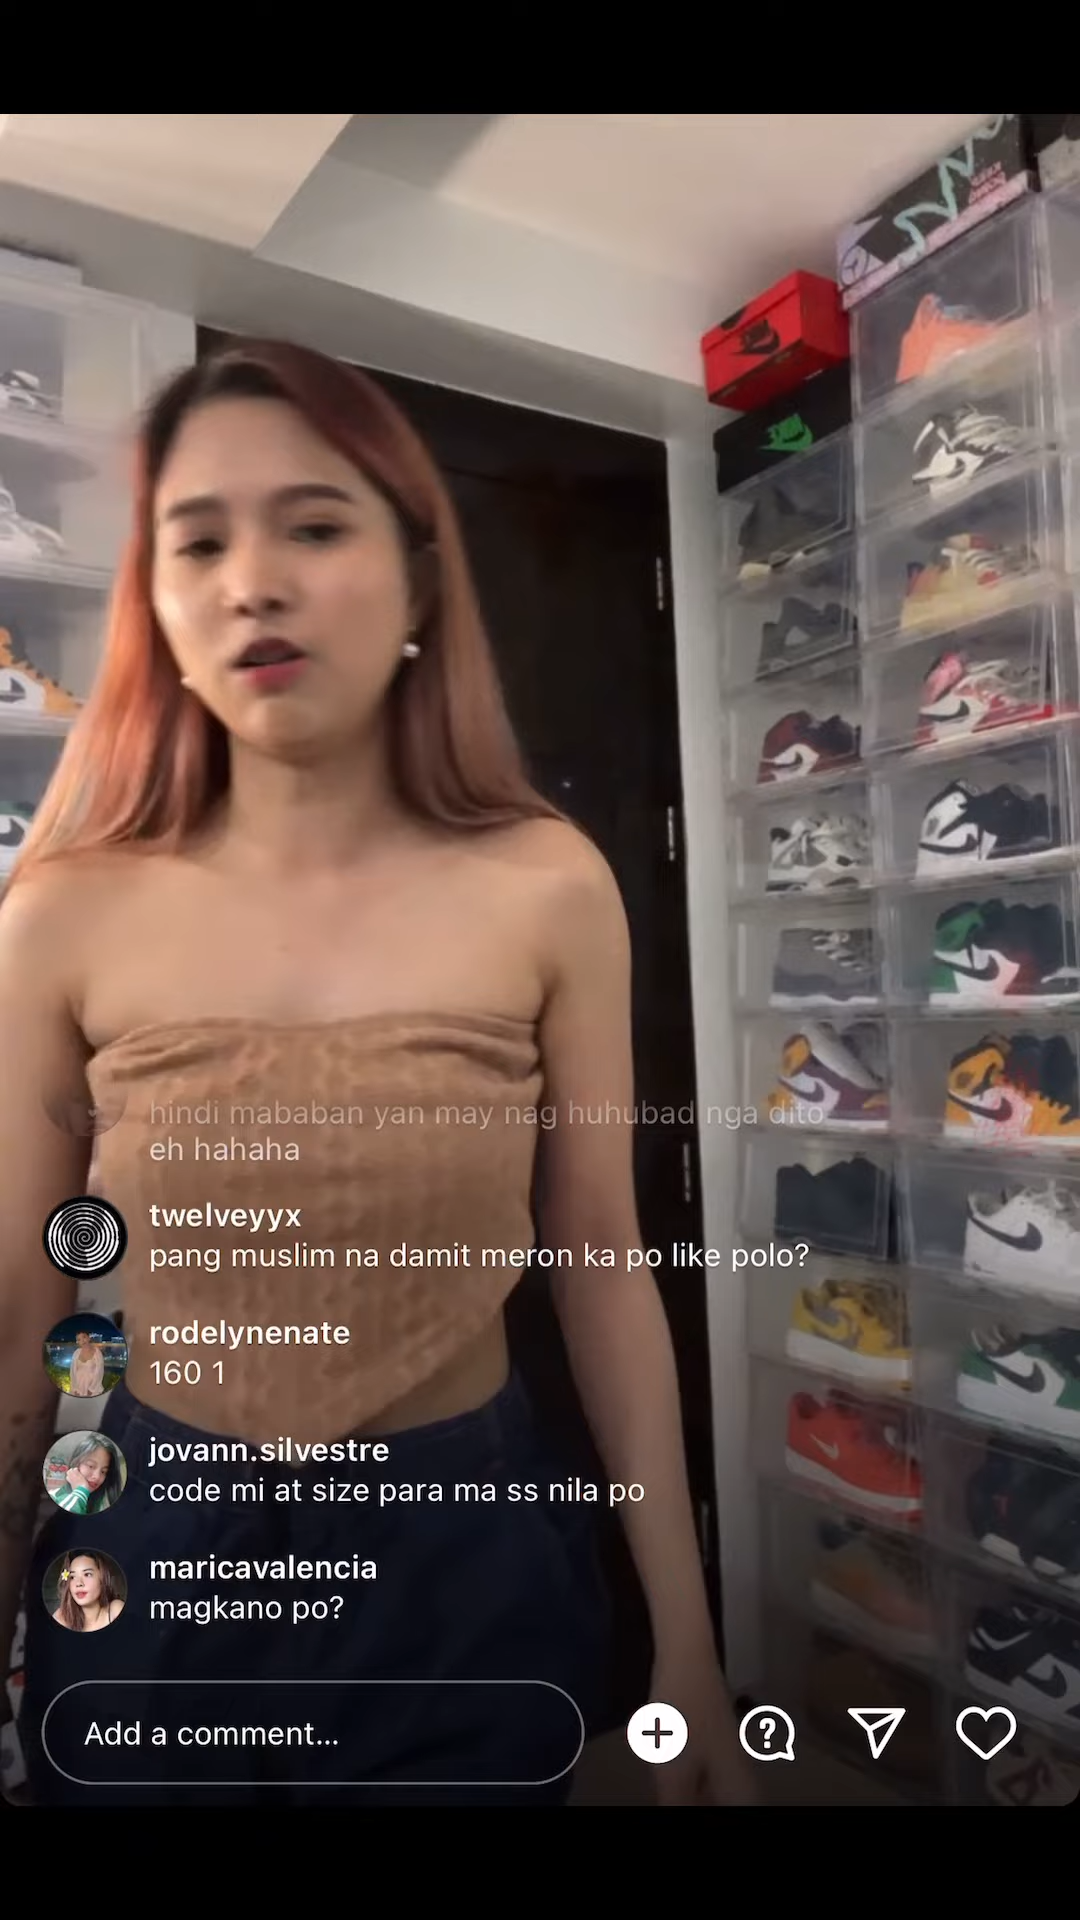 hindi mababan yan may nag huhubad nga dito
eh hahaha
twelveyyx
pang muslim na damit meron ka po like polo?
rodelynenate
160 1
jovann.silvestre
code mi at size para ma ss nila po
maricavalencia
magkano po?
Add a comment...